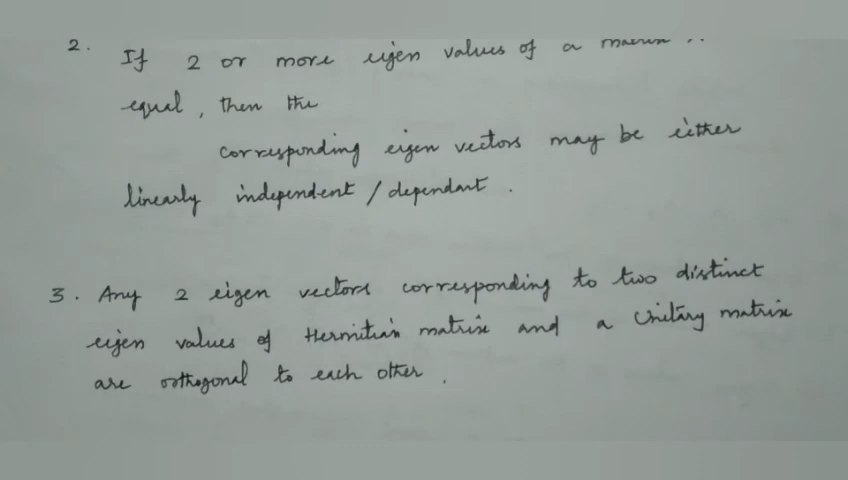 2. If 2 or more eigen values of a matrix
equal, then the
corresponding eigen vectors may be either
linearly independent / dependant.
3. Any 2 eigen vectors corresponding to two distinct
eigen values of Hermitian matrix and a Unitary matrix
are orthogonal to each other.